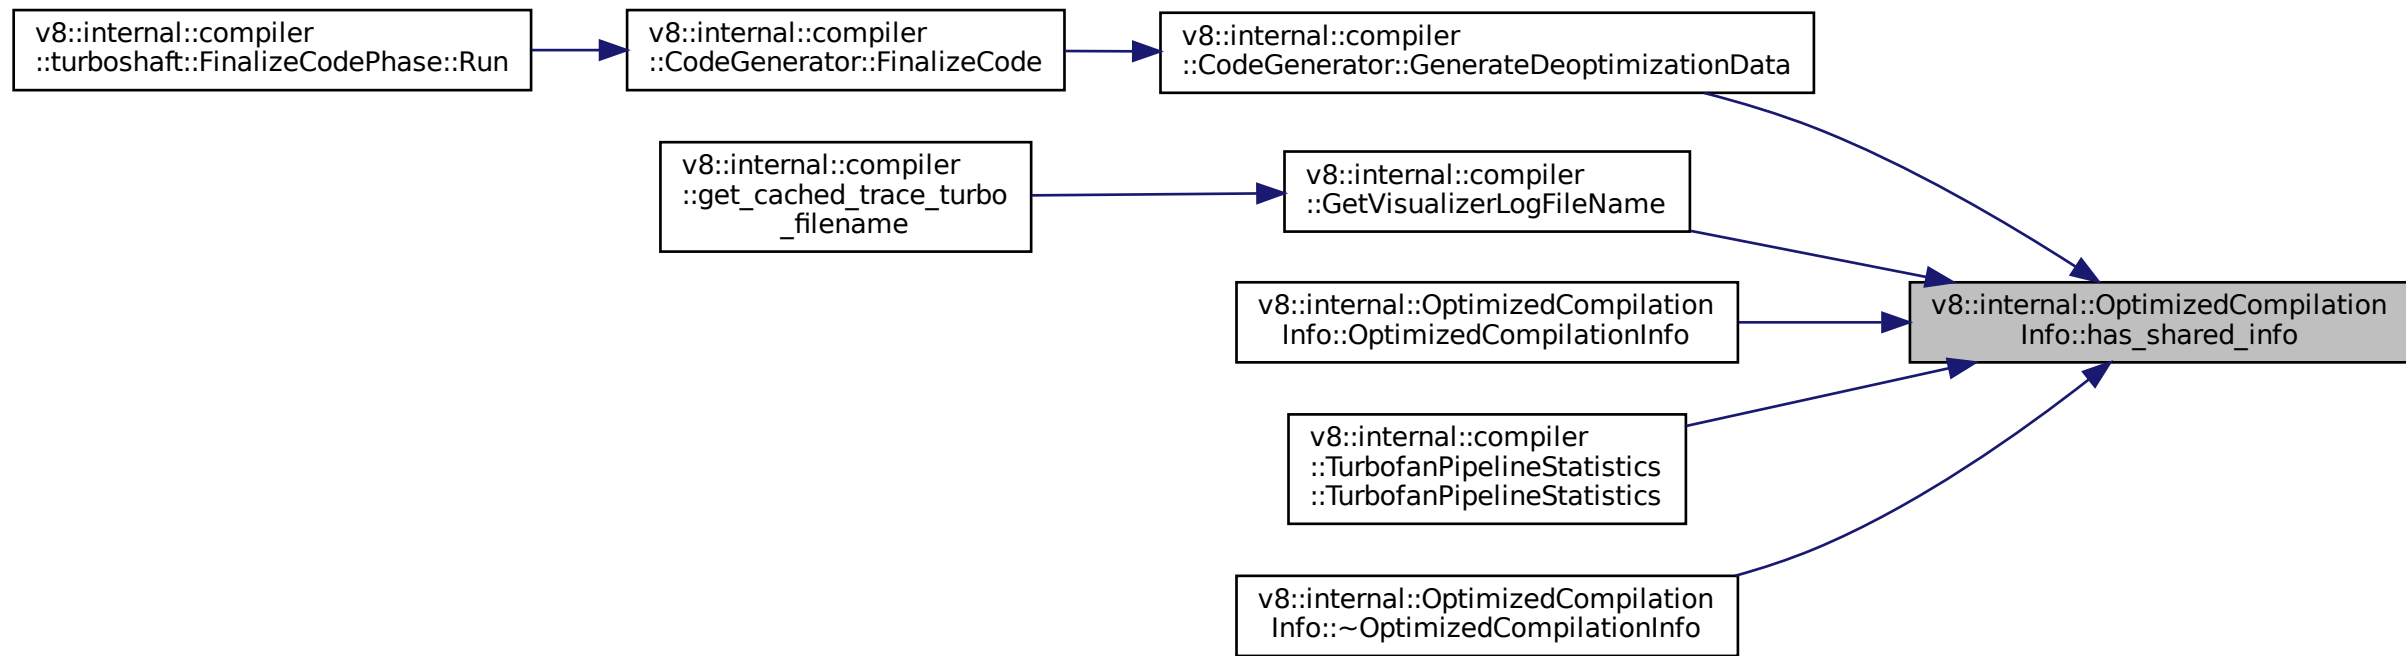 v8::internal::compiler
::turboshaft::FinalizeCodePhase::Run
v8::internal::compiler
::CodeGenerator::FinalizeCode
v8::internal::compiler
::CodeGenerator::GenerateDeoptimizationData
v8::internal::compiler
::get_cached_trace_turbo
_filename
v8::internal::compiler
::GetVisualizerLogFileName
v8::internal::OptimizedCompilation
Info::OptimizedCompilationInfo
v8::internal::OptimizedCompilation
Info::has_shared_info
v8::internal::compiler
::TurbofanPipelineStatistics
::TurbofanPipelineStatistics
v8::internal::OptimizedCompilation
Info::~OptimizedCompilationInfo